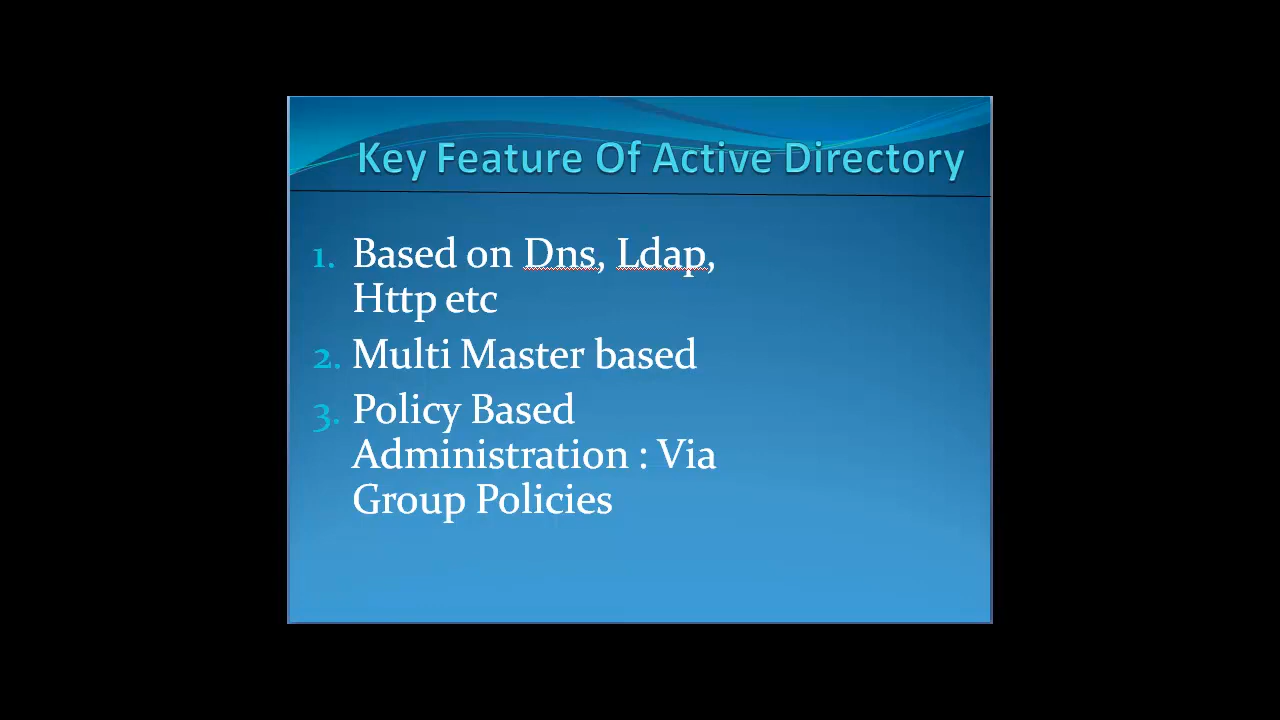 Key Feature Of Active Directory
1. Based on Dns, Ldap,
Http etc
2. Multi Master based
3. Policy Based
Administration : Via
Group Policies